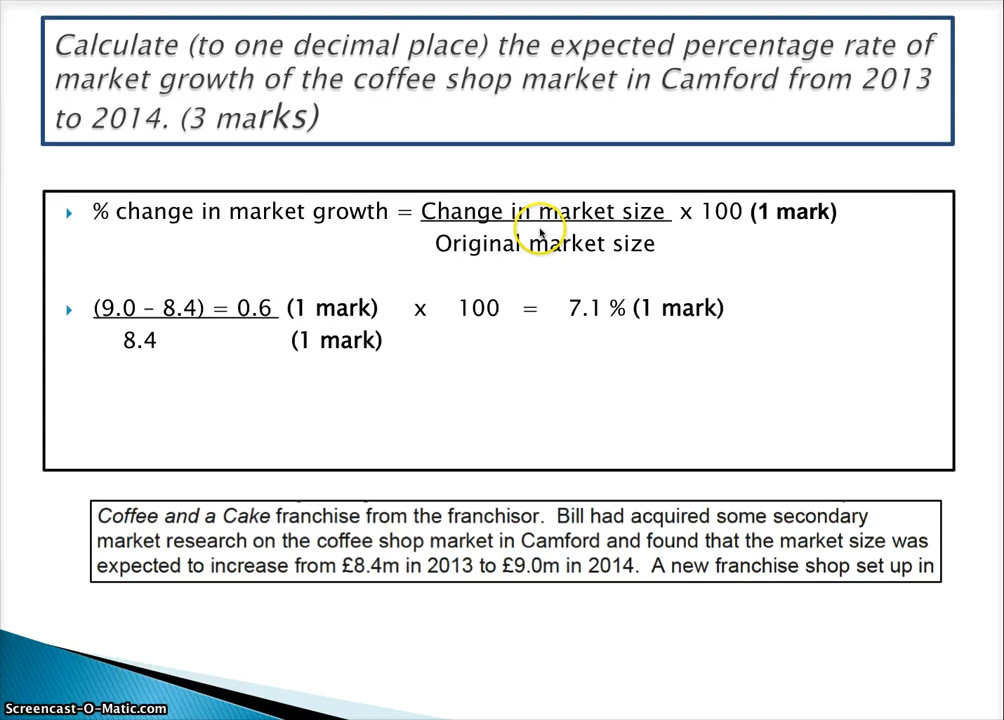 Calculate (to one decimal place) the expected percentage rate of
market growth of the coffee shop market in Camford from 2013
to 2014. (3 marks)
% change in market growth = Change in market size x 100 (1 mark)
Original market size
(9.0 – 8.4) = 0.6 (1 mark) x 100 = 7.1 % (1 mark)
8.4 (1 mark)
Coffee and a Cake franchise from the franchisor. Bill had acquired some secondary
market research on the coffee shop market in Camford and found that the market size was
expected to increase from £8.4m in 2013 to £9.0m in 2014. A new franchise shop set up in
Screencast-O-Matic.com